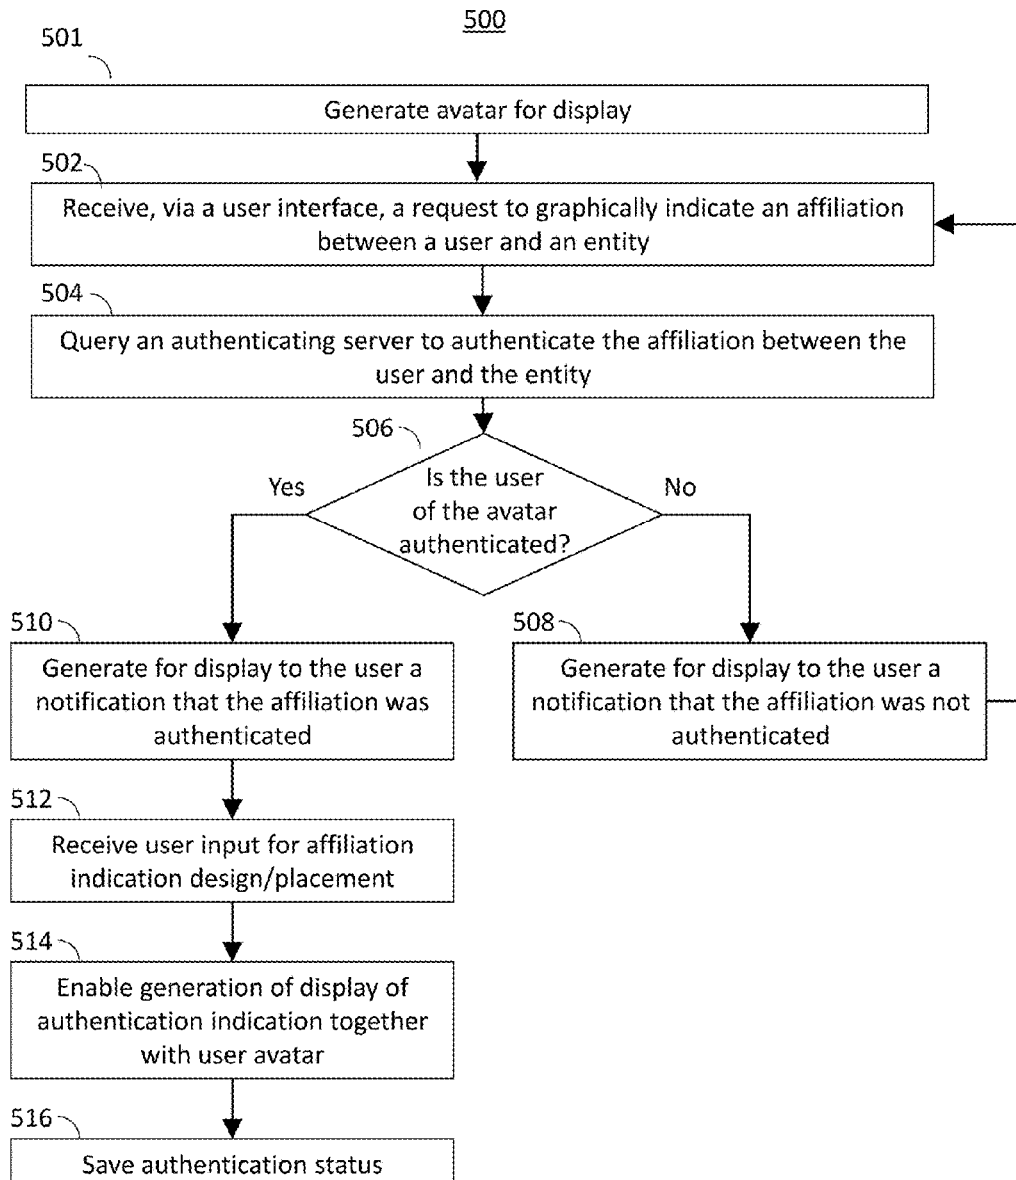 500
501
Generate avatar for display
502
Receive, via a user interface, a request to graphically indicate an affiliation
between a user and an entity
504
Query an authenticating server to authenticate the affiliation between the
user and the entity
506
Is the user
of the avatar
authenticated?
Yes
No
510
Generate for display to the user a
notification that the affiliation was
authenticated
508
Generate for display to the user a
notification that the affiliation was not
authenticated
512
Receive user input for affiliation
indication design/placement
514
Enable generation of display of
authentication indication together
with user avatar
516
Save authentication status